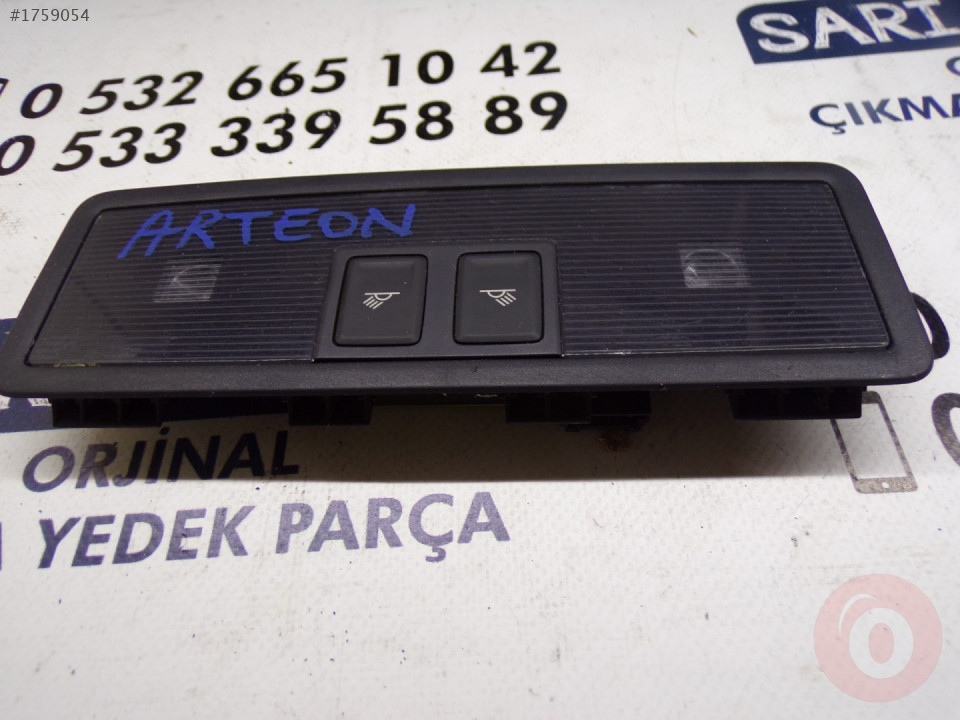 #1759054
SARI
0 532 665 10 42
ÇIKMA
0 533 339 58 89
ARTEON
ORJİNAL
YEDEK PARÇA